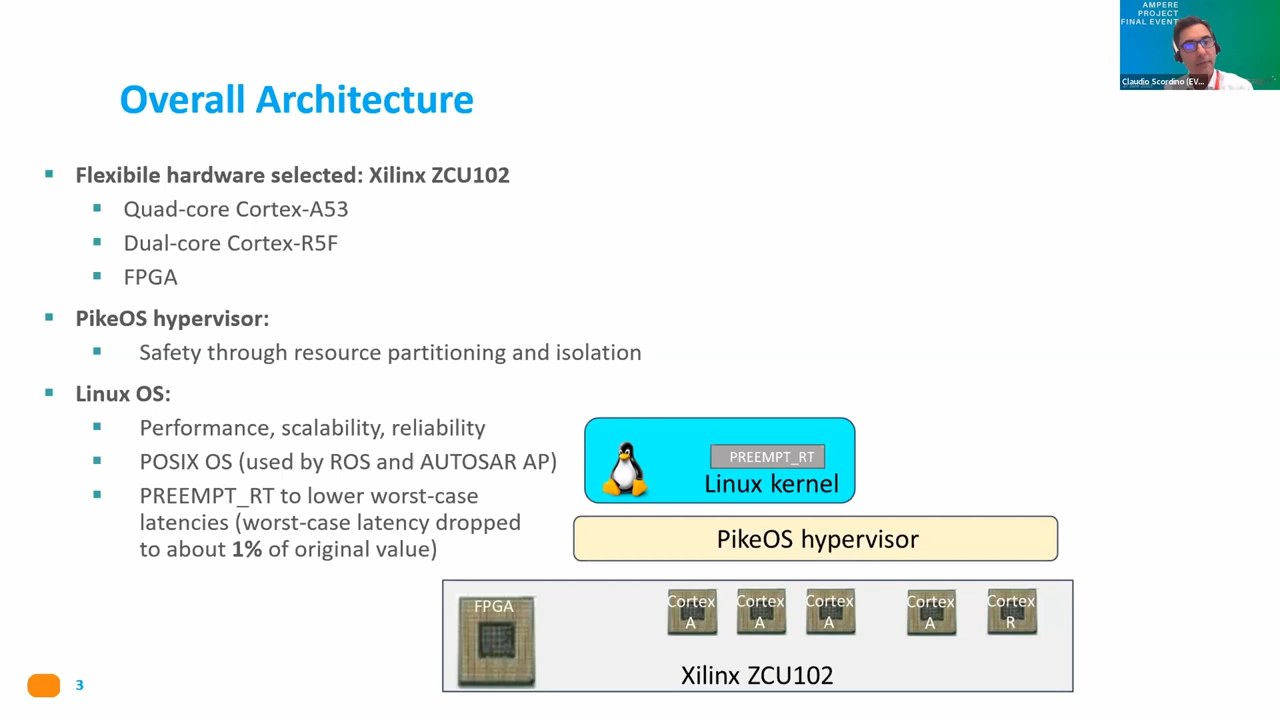 AMPERE
PROJECT
FINAL EVENT
Claudio Scordino (EV...
Overall Architecture
Flexibile hardware selected: Xilinx ZCU102
Quad-core Cortex-A53
Dual-core Cortex-R5F
FPGA
PikeOS hypervisor:
Safety through resource partitioning and isolation
Linux OS:
Performance, scalability, reliability
POSIX OS (used by ROS and AUTOSAR AP)
PREEMPT_RT to lower worst-case
latencies (worst-case latency dropped
to about 1% of original value)
PREEMPT_RT
Linux kernel
PikeOS hypervisor
FPGA
Cortex
A
Cortex
A
Cortex
A
Cortex
A
Cortex
R
Xilinx ZCU102
3